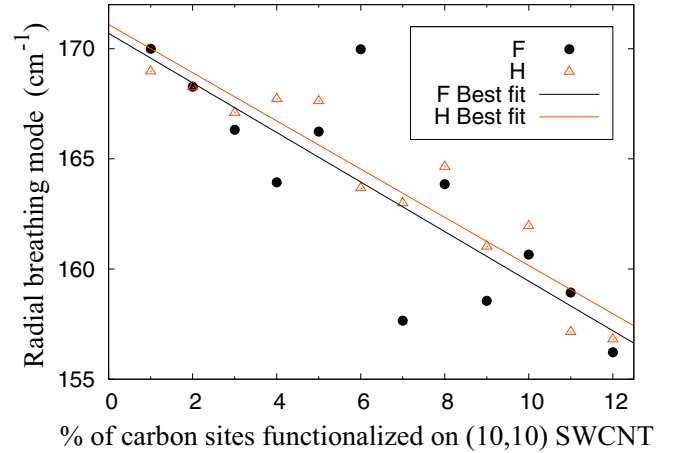 Radial breathing mode (cm⁻¹)
170
165
160
155
F
H
F Best fit
H Best fit
0 2 4 6 8 10 12
% of carbon sites functionalized on (10,10) SWCNT